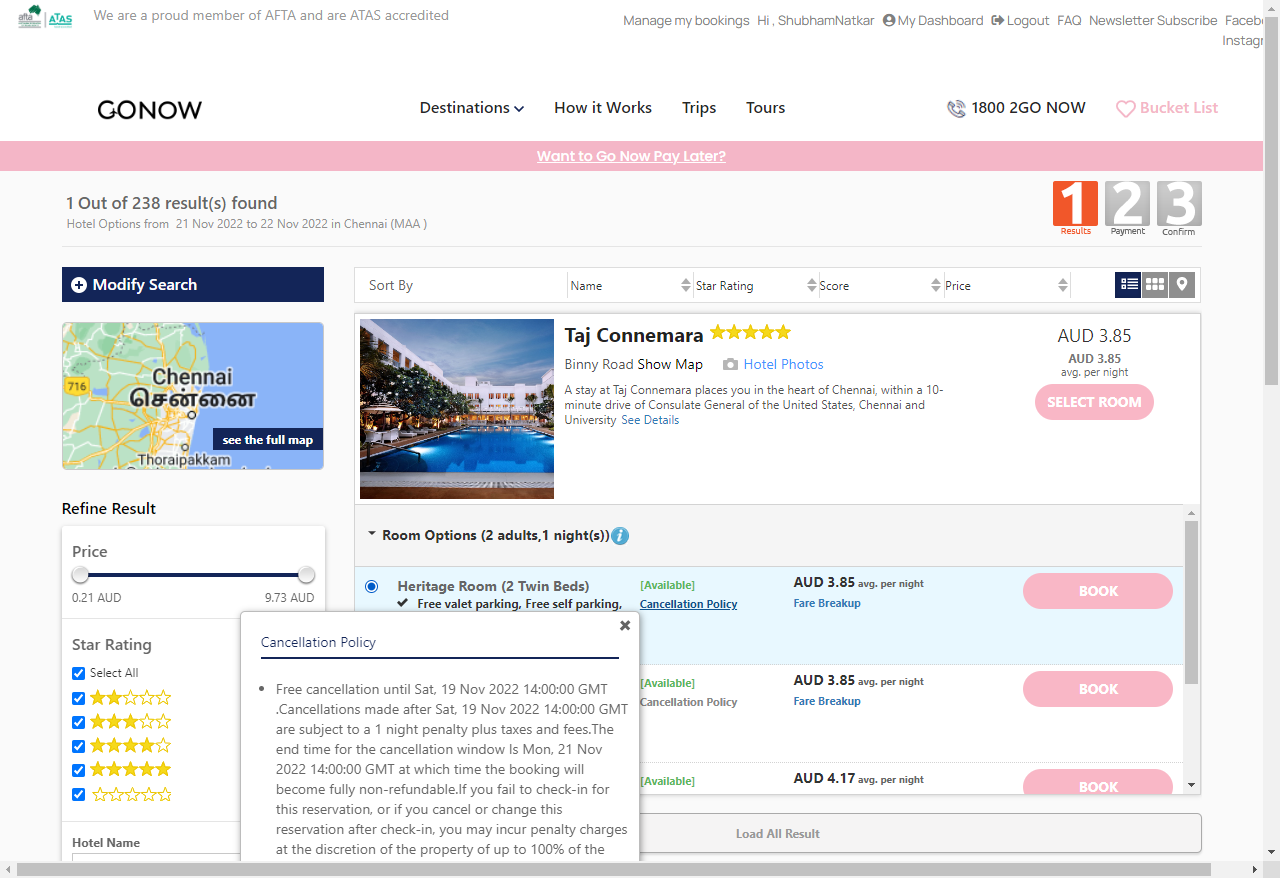 afta
ATAS
We are a proud member of AFTA and are ATAS accredited
Manage my bookings Hi , ShubhamNatkar My Dashboard Logout FAQ Newsletter Subscribe
GONOW
Destinations How it Works Trips Tours 1800 2GO NOW Bucket List
Want to Go Now Pay Later?
1 Out of 238 result(s) found
Hotel Options from 21 Nov 2022 to 22 Nov 2022 in Chennai (MAA )
1 2 3
Results Payment Confirm
Modify Search
716
Chennai
சென்னை
see the full map
Thoraipakkam
Refine Result
Price
0.21 AUD 9.73 AUD
Star Rating
Select All
Hotel Name
Sort By Name Star Rating Score Price
Taj Connemara
Binny Road Show Map Hotel Photos
A stay at Taj Connemara places you in the heart of Chennai, within a 10-
minute drive of Consulate General of the United States, Chennai and
University See Details
AUD 3.85
AUD 3.85
avg. per night
SELECT ROOM
Room Options (2 adults,1 night(s)) i
Heritage Room (2 Twin Beds) [Available] AUD 3.85 avg. per night BOOK
Free valet parking, Free self parking, Cancellation Policy Fare Breakup
[Available] AUD 3.85 avg. per night BOOK
Cancellation Policy Fare Breakup
[Available] AUD 4.17 avg. per night BOOK
Load All Result
Cancellation Policy
Free cancellation until Sat, 19 Nov 2022 14:00:00 GMT
.Cancellations made after Sat, 19 Nov 2022 14:00:00 GMT
are subject to a 1 night penalty plus taxes and fees.The
end time for the cancellation window Is Mon, 21 Nov
2022 14:00:00 GMT at which time the booking will
become fully non-refundable.If you fail to check-in for
this reservation, or if you cancel or change this
reservation after check-in, you may incur penalty charges
at the discretion of the property of up to 100% of the